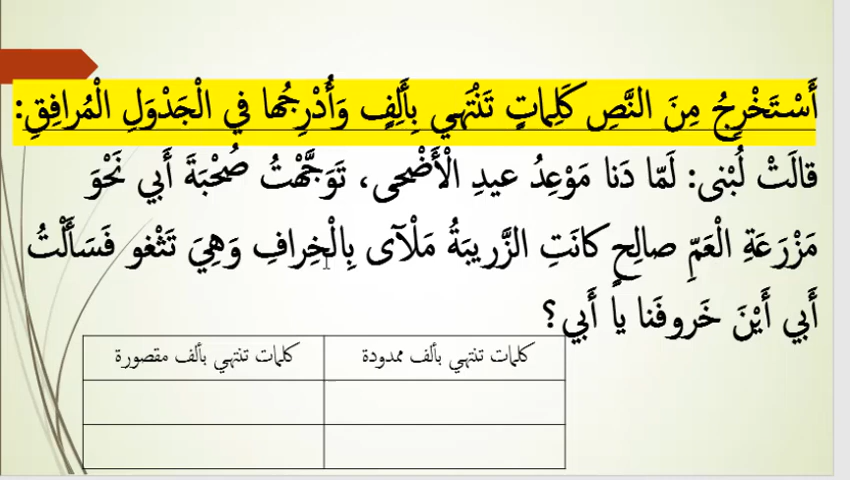 أَسْتَخْرِجُ مِنَ النَّصِ كَلِماتٍ تَنْتَهي بِأَلِفٍ وَأُدْرِجُها في الْجَدْوَلِ الْمُرافِقِ:
قالَتْ لُبْنى: لَمّا دَنا مَوْعِدُ عيدِ الْأَضْحى، تَوَجَّهْتُ صُحْبَةَ أَبي نَحْوَ
مَزْرَعَةِ الْعَمِّ صالِحٍ كانَتِ الزَّريبَةُ مَلْآى بِالْخِرافِ وَهِيَ تَثْغو فَسَأَلْتُ
أَبي أَيْنَ خَروفَنا يا أَبي؟
كلمات تنتهي بألف ممدودة
كلمات تنتهي بألف مقصورة